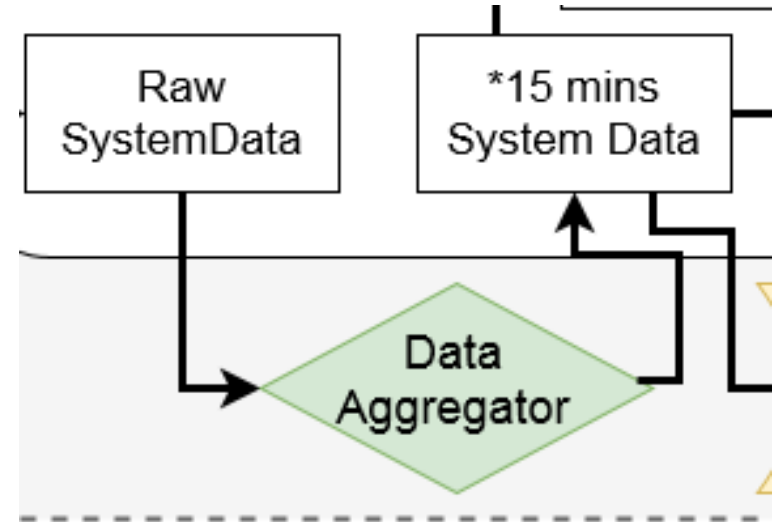 Raw
SystemData
*15 mins
System Data
Data
Aggregator